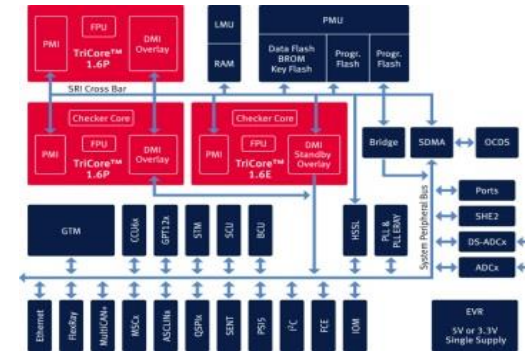 FPU
PMI
TriCore™
1.6P
DMI
Overlay
LMU
RAM
PMU
Data Flash
BROM
Key Flash
Progr.
Flash
Progr.
Flash
SRI Cross Bar
Checker Core
PMI
FPU
TriCore™
1.6P
DMI
Overlay
Checker Core
PMI
FPU
TriCore™
1.6E
DMI
Standby
Overlay
Bridge
SDMA
OCDS
System Peripheral Bus
Ports
SHE2
DS-ADCx
ADCx
GTM
CCU6x
GPT12x
STM
SCU
BCU
HSSL
PLL &
PLL ERAY
Ethernet
FlexRay
MultiCAN+
MSCx
ASCLINx
QSPIx
SENT
PSI5
I²C
FCE
IOM
EVR
5V or 3.3V
Single Supply